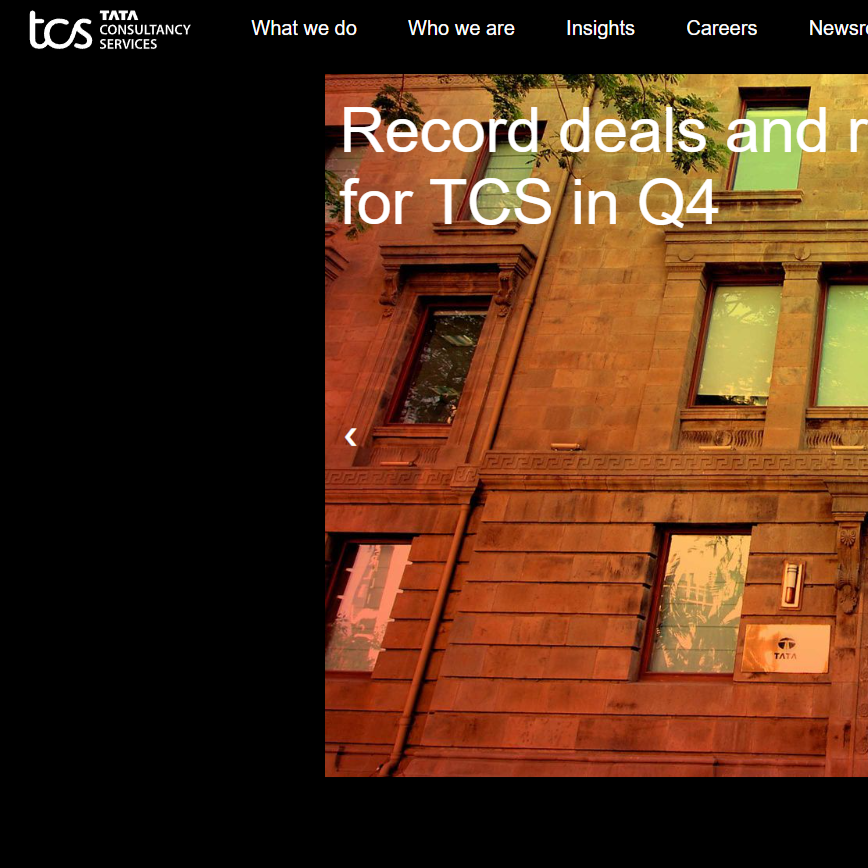 tcs TATA
CONSULTANCY
SERVICES
What we do
Who we are
Insights
Careers
Record deals and
for TCS in Q4
‹
TATA